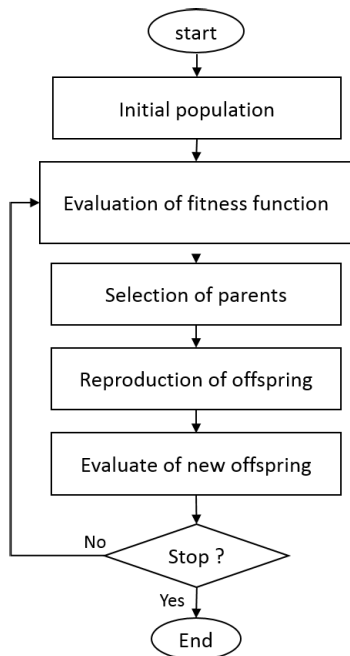 start
Initial population
Evaluation of fitness function
Selection of parents
Reproduction of offspring
Evaluate of new offspring
No
Stop ?
Yes
End